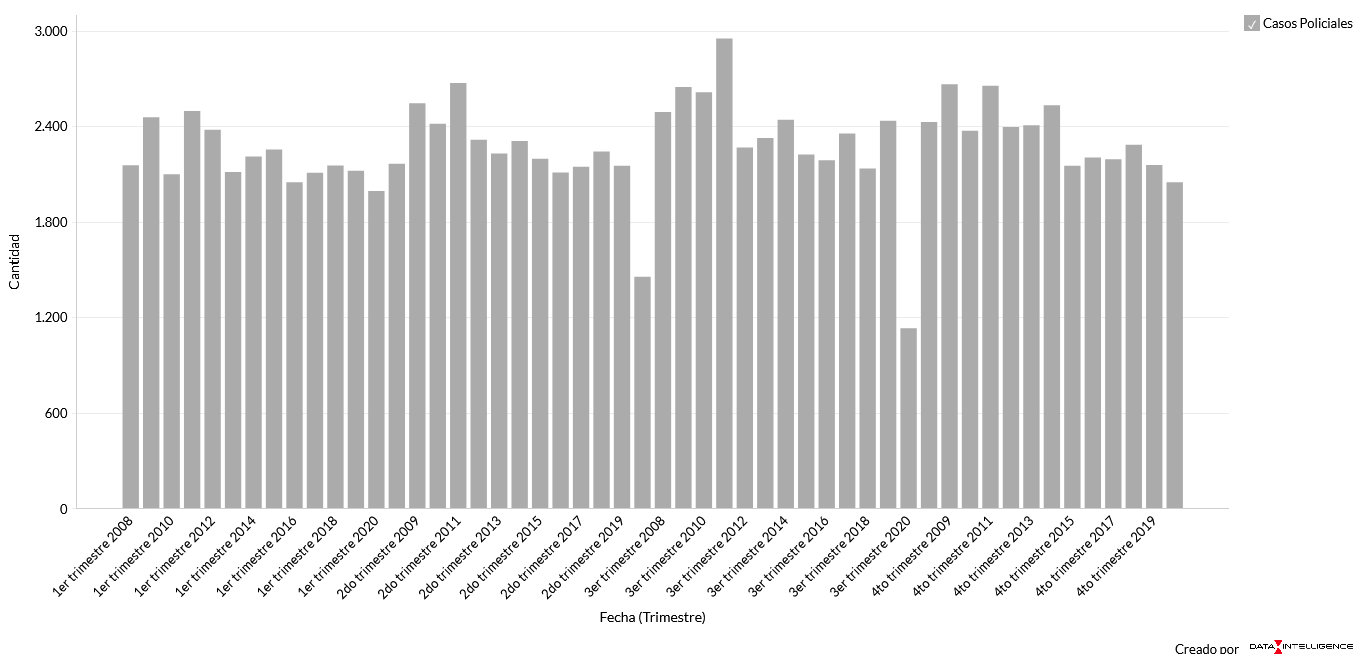 Casos Policiales
3.000
2.400
1.800
1.200
600
0
Cantidad
1er trimestre 2008
1er trimestre 2010
1er trimestre 2012
1er trimestre 2014
1er trimestre 2016
1er trimestre 2018
1er trimestre 2020
2do trimestre 2009
2do trimestre 2011
2do trimestre 2013
2do trimestre 2015
2do trimestre 2017
2do trimestre 2019
3er trimestre 2008
3er trimestre 2010
3er trimestre 2012
3er trimestre 2014
3er trimestre 2016
3er trimestre 2018
3er trimestre 2020
4to trimestre 2009
4to trimestre 2011
4to trimestre 2013
4to trimestre 2015
4to trimestre 2017
4to trimestre 2019
Fecha (Trimestre)
Creado por DATA INTELLIGENCE